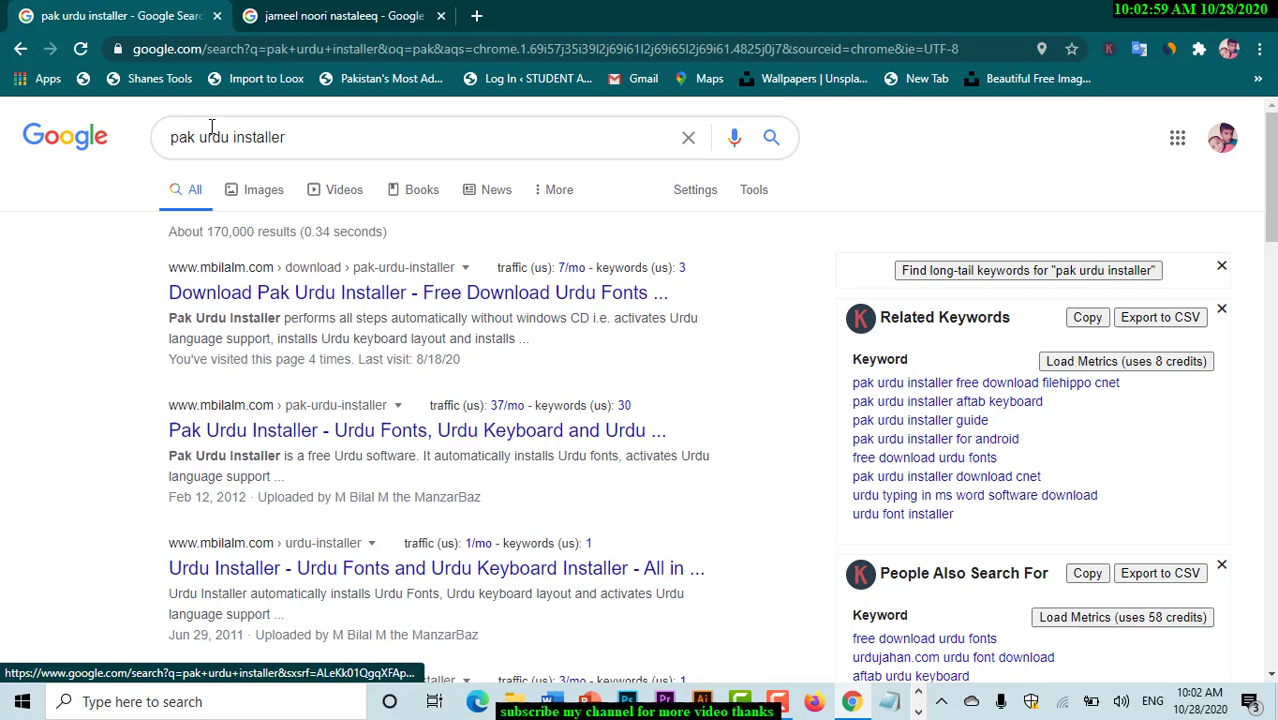 10:02:59 AM 10/28/2020
pak urdu installer - Google Searc
jameel noori nastaleeq - Google
google.com/search?q=pak+urdu+installer&oq=pak&aqs=chrome.1.69i57j35i39l2j69i61l2j69i65l2j69i61.4825j0j7&sourceid=chrome&ie=UTF-8
Apps
Shanes Tools
Import to Loox
Pakistan's Most Ad...
Log In ‹ STUDENT A...
Gmail
Maps
Wallpapers | Unspla...
New Tab
Beautiful Free Imag...
»
Google
pak urdu installer
All
Images
Videos
Books
News
More
Settings
Tools
About 170,000 results (0.34 seconds)
www.mbilalm.com › download › pak-urdu-installer traffic (us): 7/mo - keywords (us): 3
Download Pak Urdu Installer - Free Download Urdu Fonts ...
Pak Urdu Installer performs all steps automatically without windows CD i.e. activates Urdu
language support, installs Urdu keyboard layout and installs ...
You've visited this page 4 times. Last visit: 8/18/20
www.mbilalm.com › pak-urdu-installer traffic (us): 37/mo - keywords (us): 30
Pak Urdu Installer - Urdu Fonts, Urdu Keyboard and Urdu ...
Pak Urdu Installer is a free Urdu software. It automatically installs Urdu fonts, activates Urdu
language support ...
Feb 12, 2012 · Uploaded by M Bilal M the ManzarBaz
www.mbilalm.com › urdu-installer traffic (us): 1/mo - keywords (us): 1
Urdu Installer - Urdu Fonts and Urdu Keyboard Installer - All in ...
Urdu Installer automatically installs Urdu Fonts, Urdu keyboard layout and activates Urdu
language support ...
Jun 29, 2011 · Uploaded by M Bilal M the ManzarBaz
Find long-tail keywords for "pak urdu installer"
K
Related Keywords
Copy
Export to CSV
Keyword
Load Metrics (uses 8 credits)
pak urdu installer free download filehippo cnet
pak urdu installer aftab keyboard
pak urdu installer guide
pak urdu installer for android
free download urdu fonts
pak urdu installer download cnet
urdu typing in ms word software download
urdu font installer
K
People Also Search For
Copy
Export to CSV
Keyword
Load Metrics (uses 58 credits)
free download urdu fonts
urdujahan.com urdu font download
aftab urdu keyboard
https://www.google.com/search?q=pak+urdu+installer&sxsrf=ALeKk01QgqXFAp...
Type here to search
ENG
10:02 AM
10/28/2020
3
subscribe my channel for more video thanks